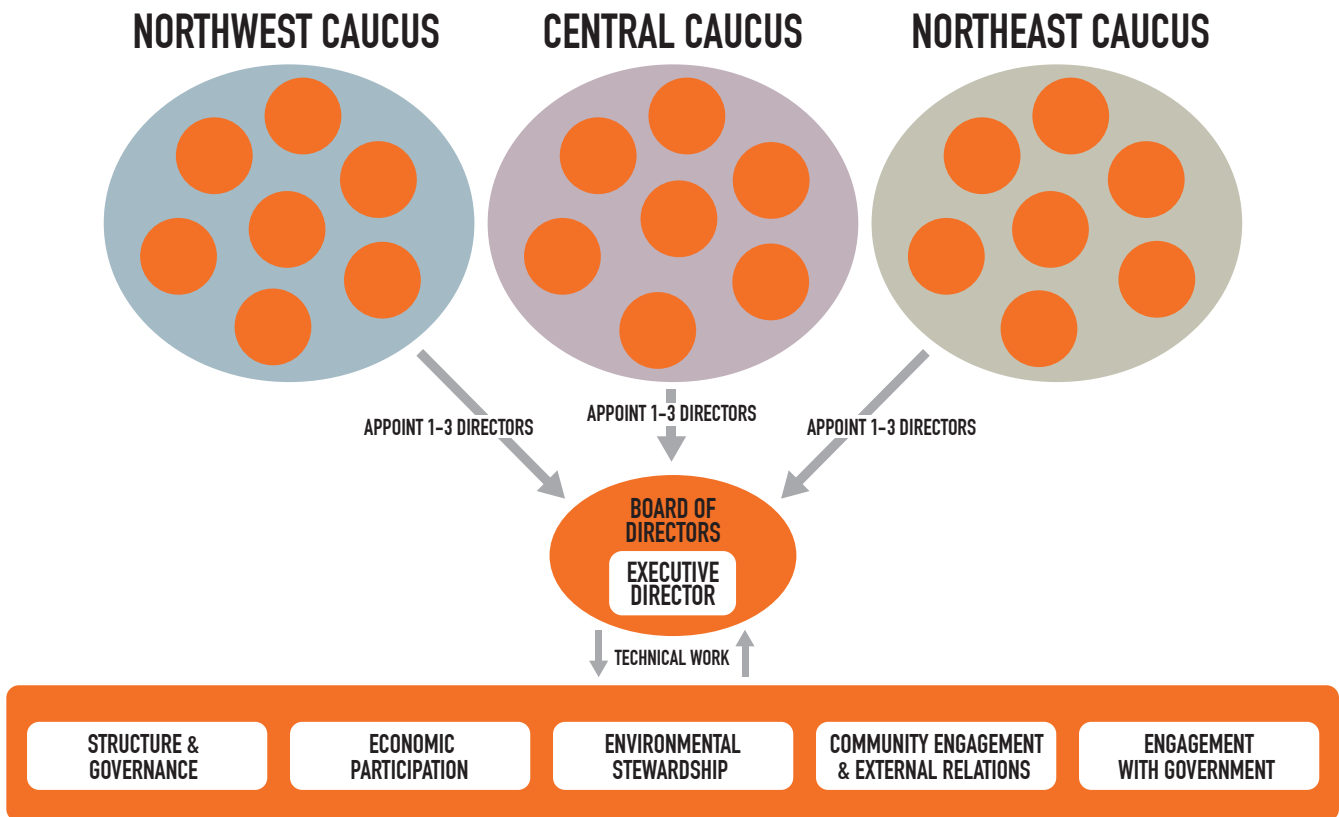 NORTHWEST CAUCUS
CENTRAL CAUCUS
NORTHEAST CAUCUS
APPOINT 1-3 DIRECTORS
APPOINT 1-3 DIRECTORS
APPOINT 1-3 DIRECTORS
BOARD OF
DIRECTORS
EXECUTIVE
DIRECTOR
TECHNICAL WORK
STRUCTURE &
GOVERNANCE
ECONOMIC
PARTICIPATION
ENVIRONMENTAL
STEWARDSHIP
COMMUNITY ENGAGEMENT
& EXTERNAL RELATIONS
ENGAGEMENT
WITH GOVERNMENT